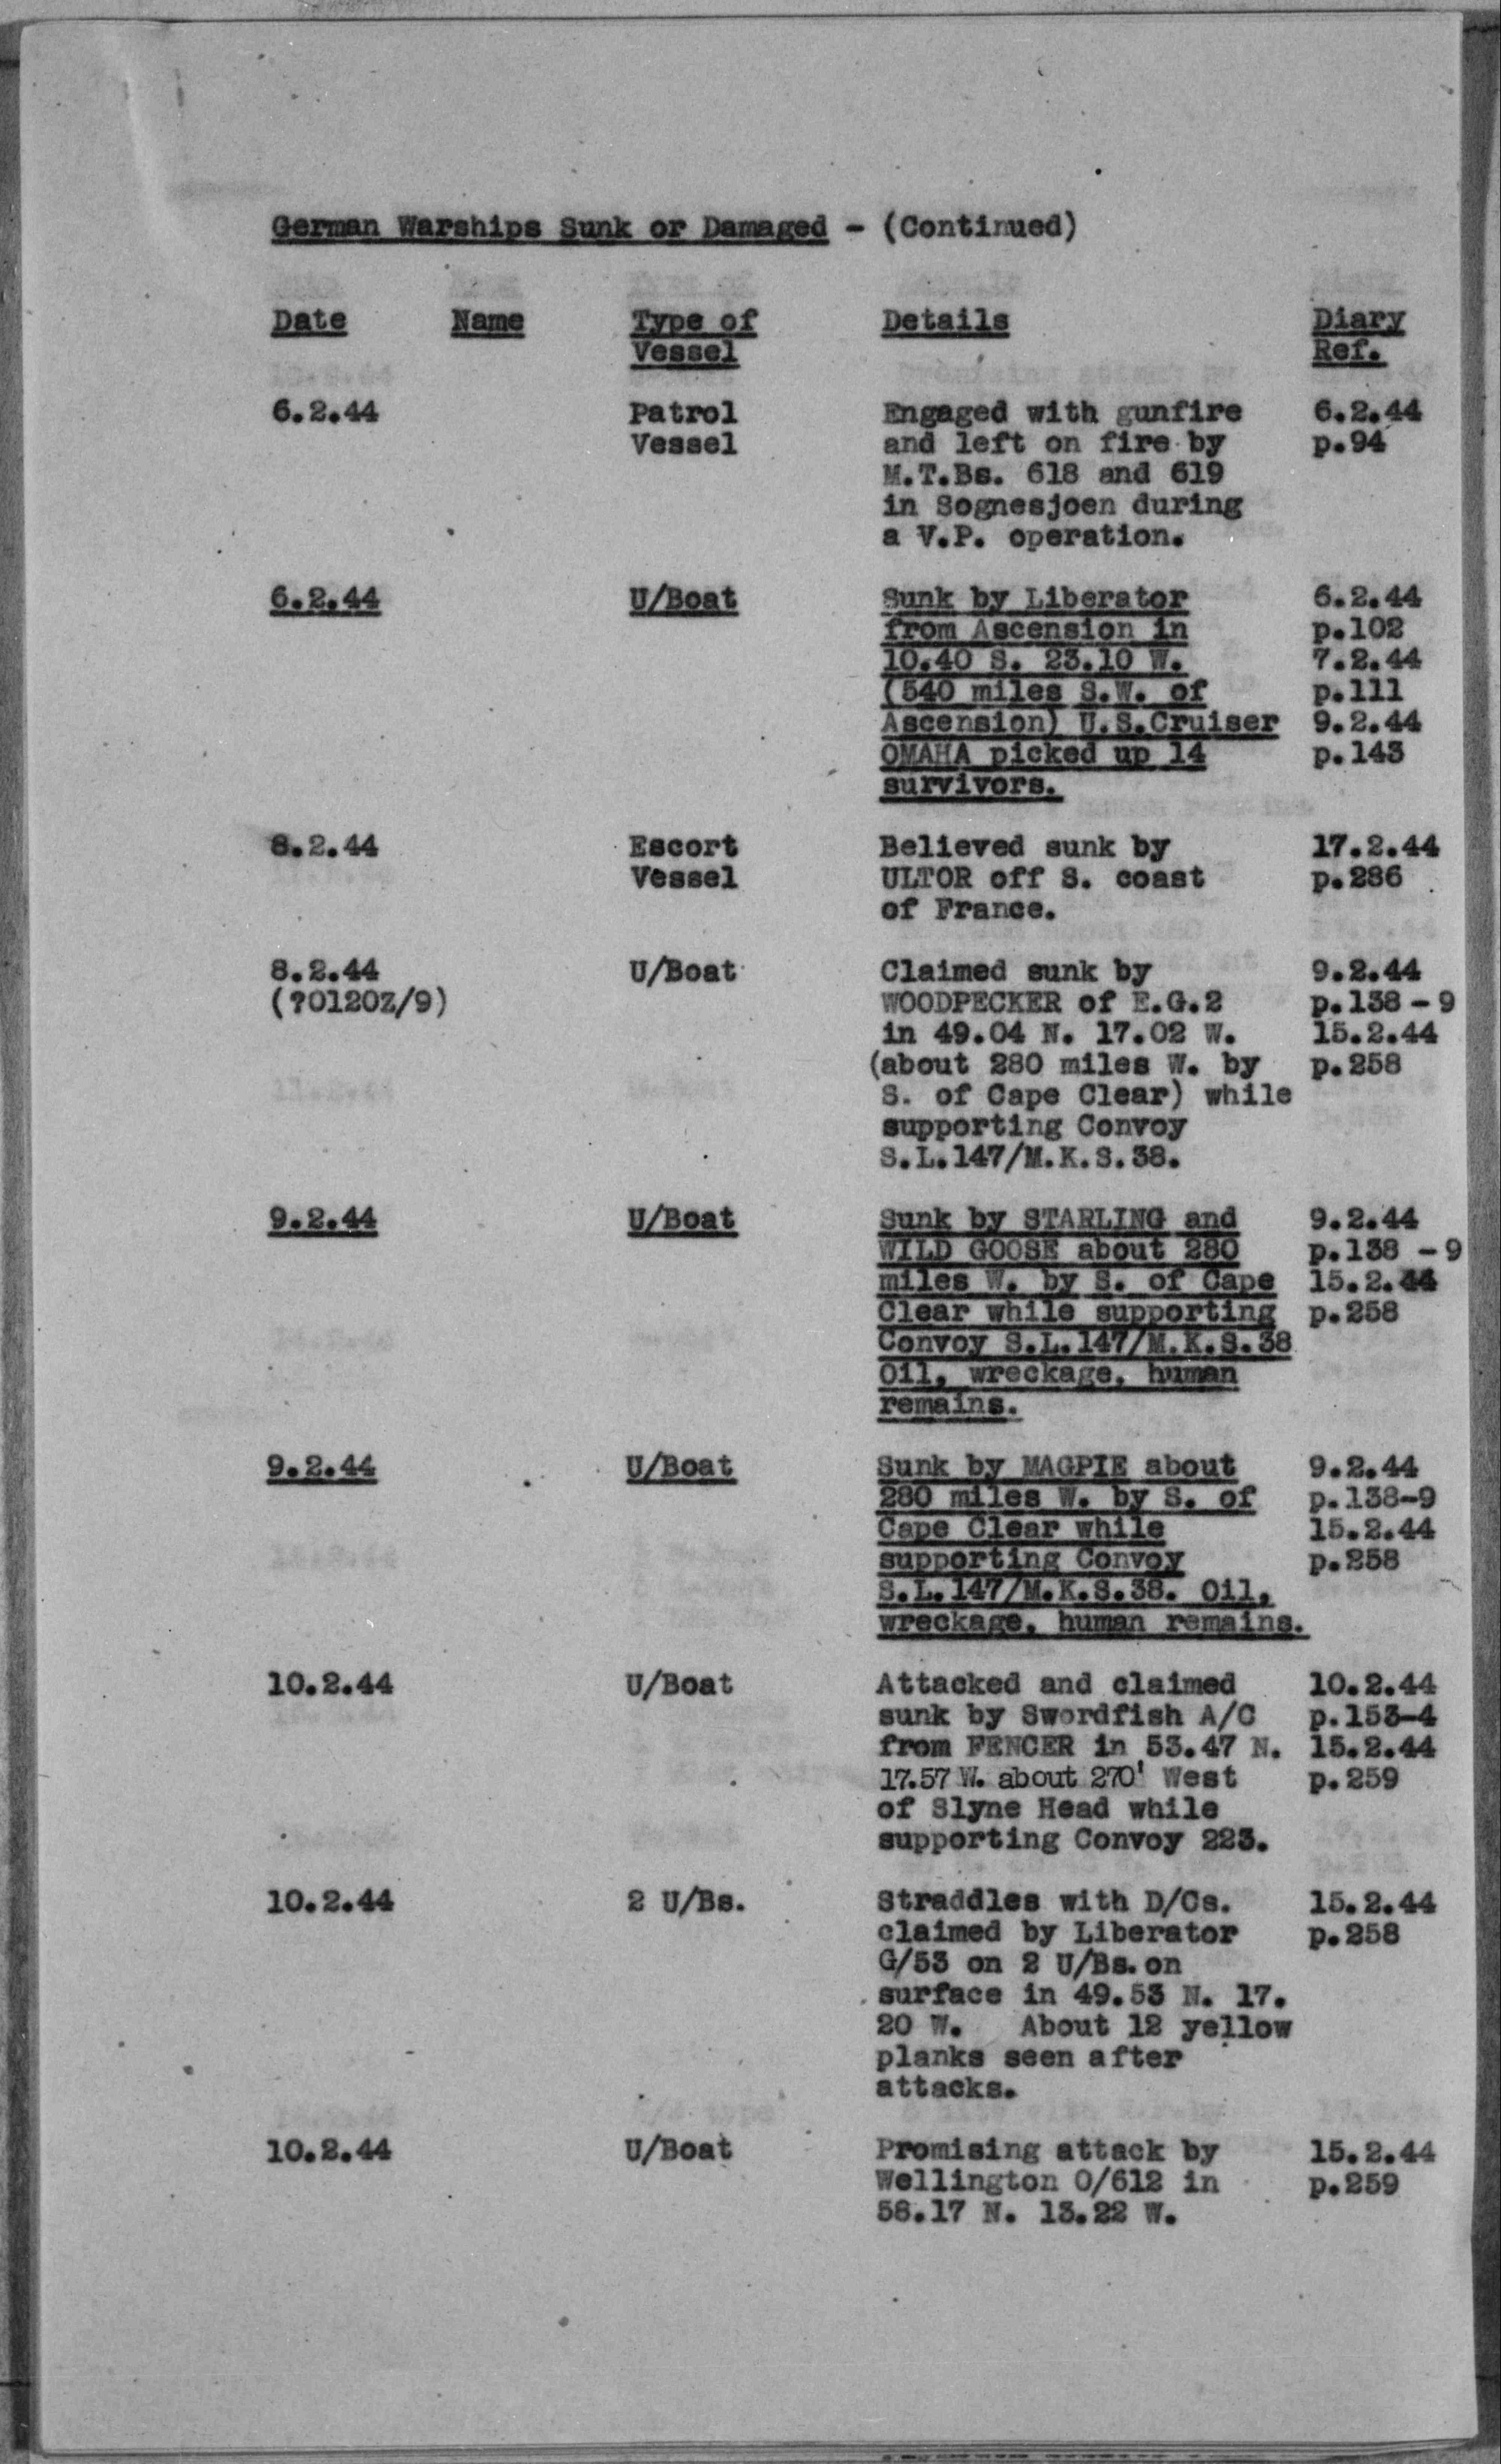 German Warships Sunk or Damaged - (Continued)
Date Name Type of Details Diary
Vessel Ref.
6.2.44 Patrol Engaged with gunfire 6.2.44
Vessel and left on fire by p.94
M.T.Bs. 618 and 619
in Sognesjoen during
a V.P. operation.
6.2.44 U/Boat Sunk by Liberator 6.2.44
from Ascension in p.102
10.40 S. 23.10 W. 7.2.44
(540 miles S.W. of p.111
Ascension) U.S.Cruiser 9.2.44
OMAHA picked up 14 p.143
survivors.
8.2.44 Escort Believed sunk by 17.2.44
Vessel ULTOR off S. coast p.286
of France.
8.2.44 U/Boat Claimed sunk by 9.2.44
(?0120Z/9) WOODPECKER of E.G.2 p.138 - 9
in 49.04 N. 17.02 W. 15.2.44
(about 280 miles W. by p.258
S. of Cape Clear) while
supporting Convoy
S.L.147/M.K.S.38.
9.2.44 U/Boat Sunk by STARLING and 9.2.44
WILD GOOSE about 280 p.138 - 9
miles W. by S. of Cape 15.2.44
Clear while supporting p.258
Convoy S.L.147/M.K.S.38
Oil, wreckage, human
remains.
9.2.44 U/Boat Sunk by MAGPIE about 9.2.44
280 miles W. by S. of p.138-9
Cape Clear while 15.2.44
supporting Convoy p.258
S.L.147/M.K.S.38. Oil,
wreckage, human remains.
10.2.44 U/Boat Attacked and claimed 10.2.44
sunk by Swordfish A/C p.153-4
from FENCER in 53.47 N. 15.2.44
17.57 W. about 270' West p.259
of Slyne Head while
supporting Convoy 223.
10.2.44 2 U/Bs. Straddles with D/Cs. 15.2.44
claimed by Liberator p.258
G/53 on 2 U/Bs. on
surface in 49.53 N. 17.
20 W. About 12 yellow
planks seen after
attacks.
10.2.44 U/Boat Promising attack by 15.2.44
Wellington O/612 in p.259
58.17 N. 13.22 W.